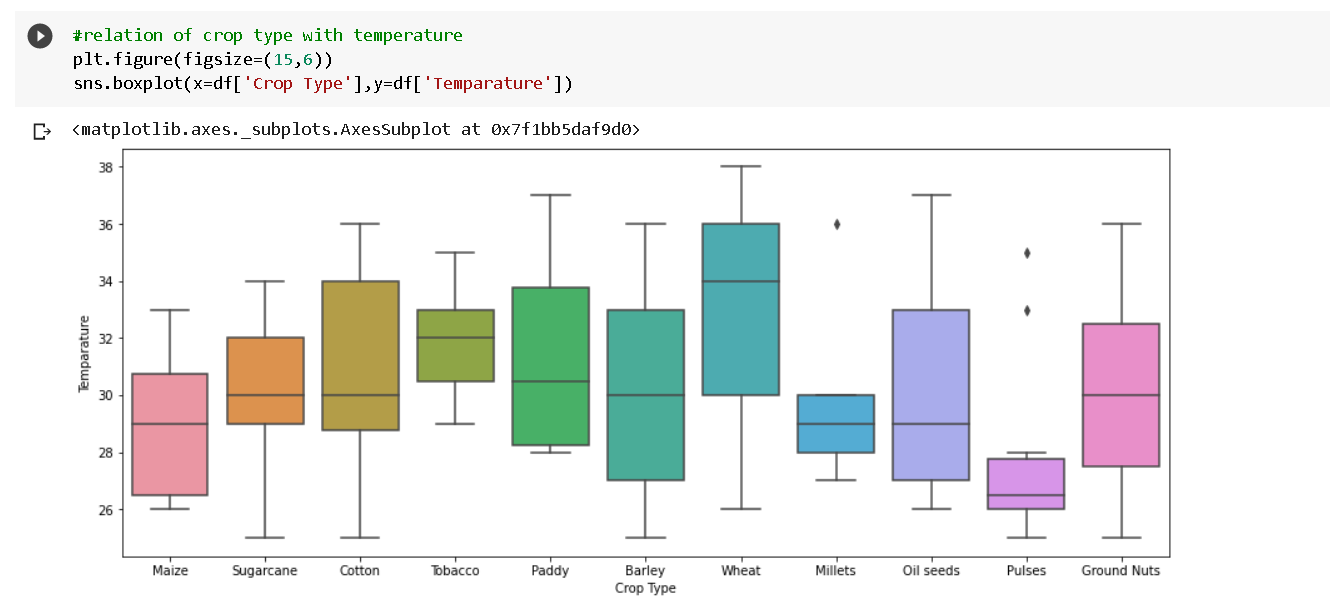 #relation of crop type with temperature
plt.figure(figsize=(15,6))
sns.boxplot(x=df['Crop Type'],y=df['Temparature'])
<matplotlib.axes._subplots.AxesSubplot at 0x7f1bb5daf9d0>
38
36
34
32
30
28
26
Temparature
Maize Sugarcane Cotton Tobacco Paddy Barley Wheat Millets Oil seeds Pulses Ground Nuts
Crop Type